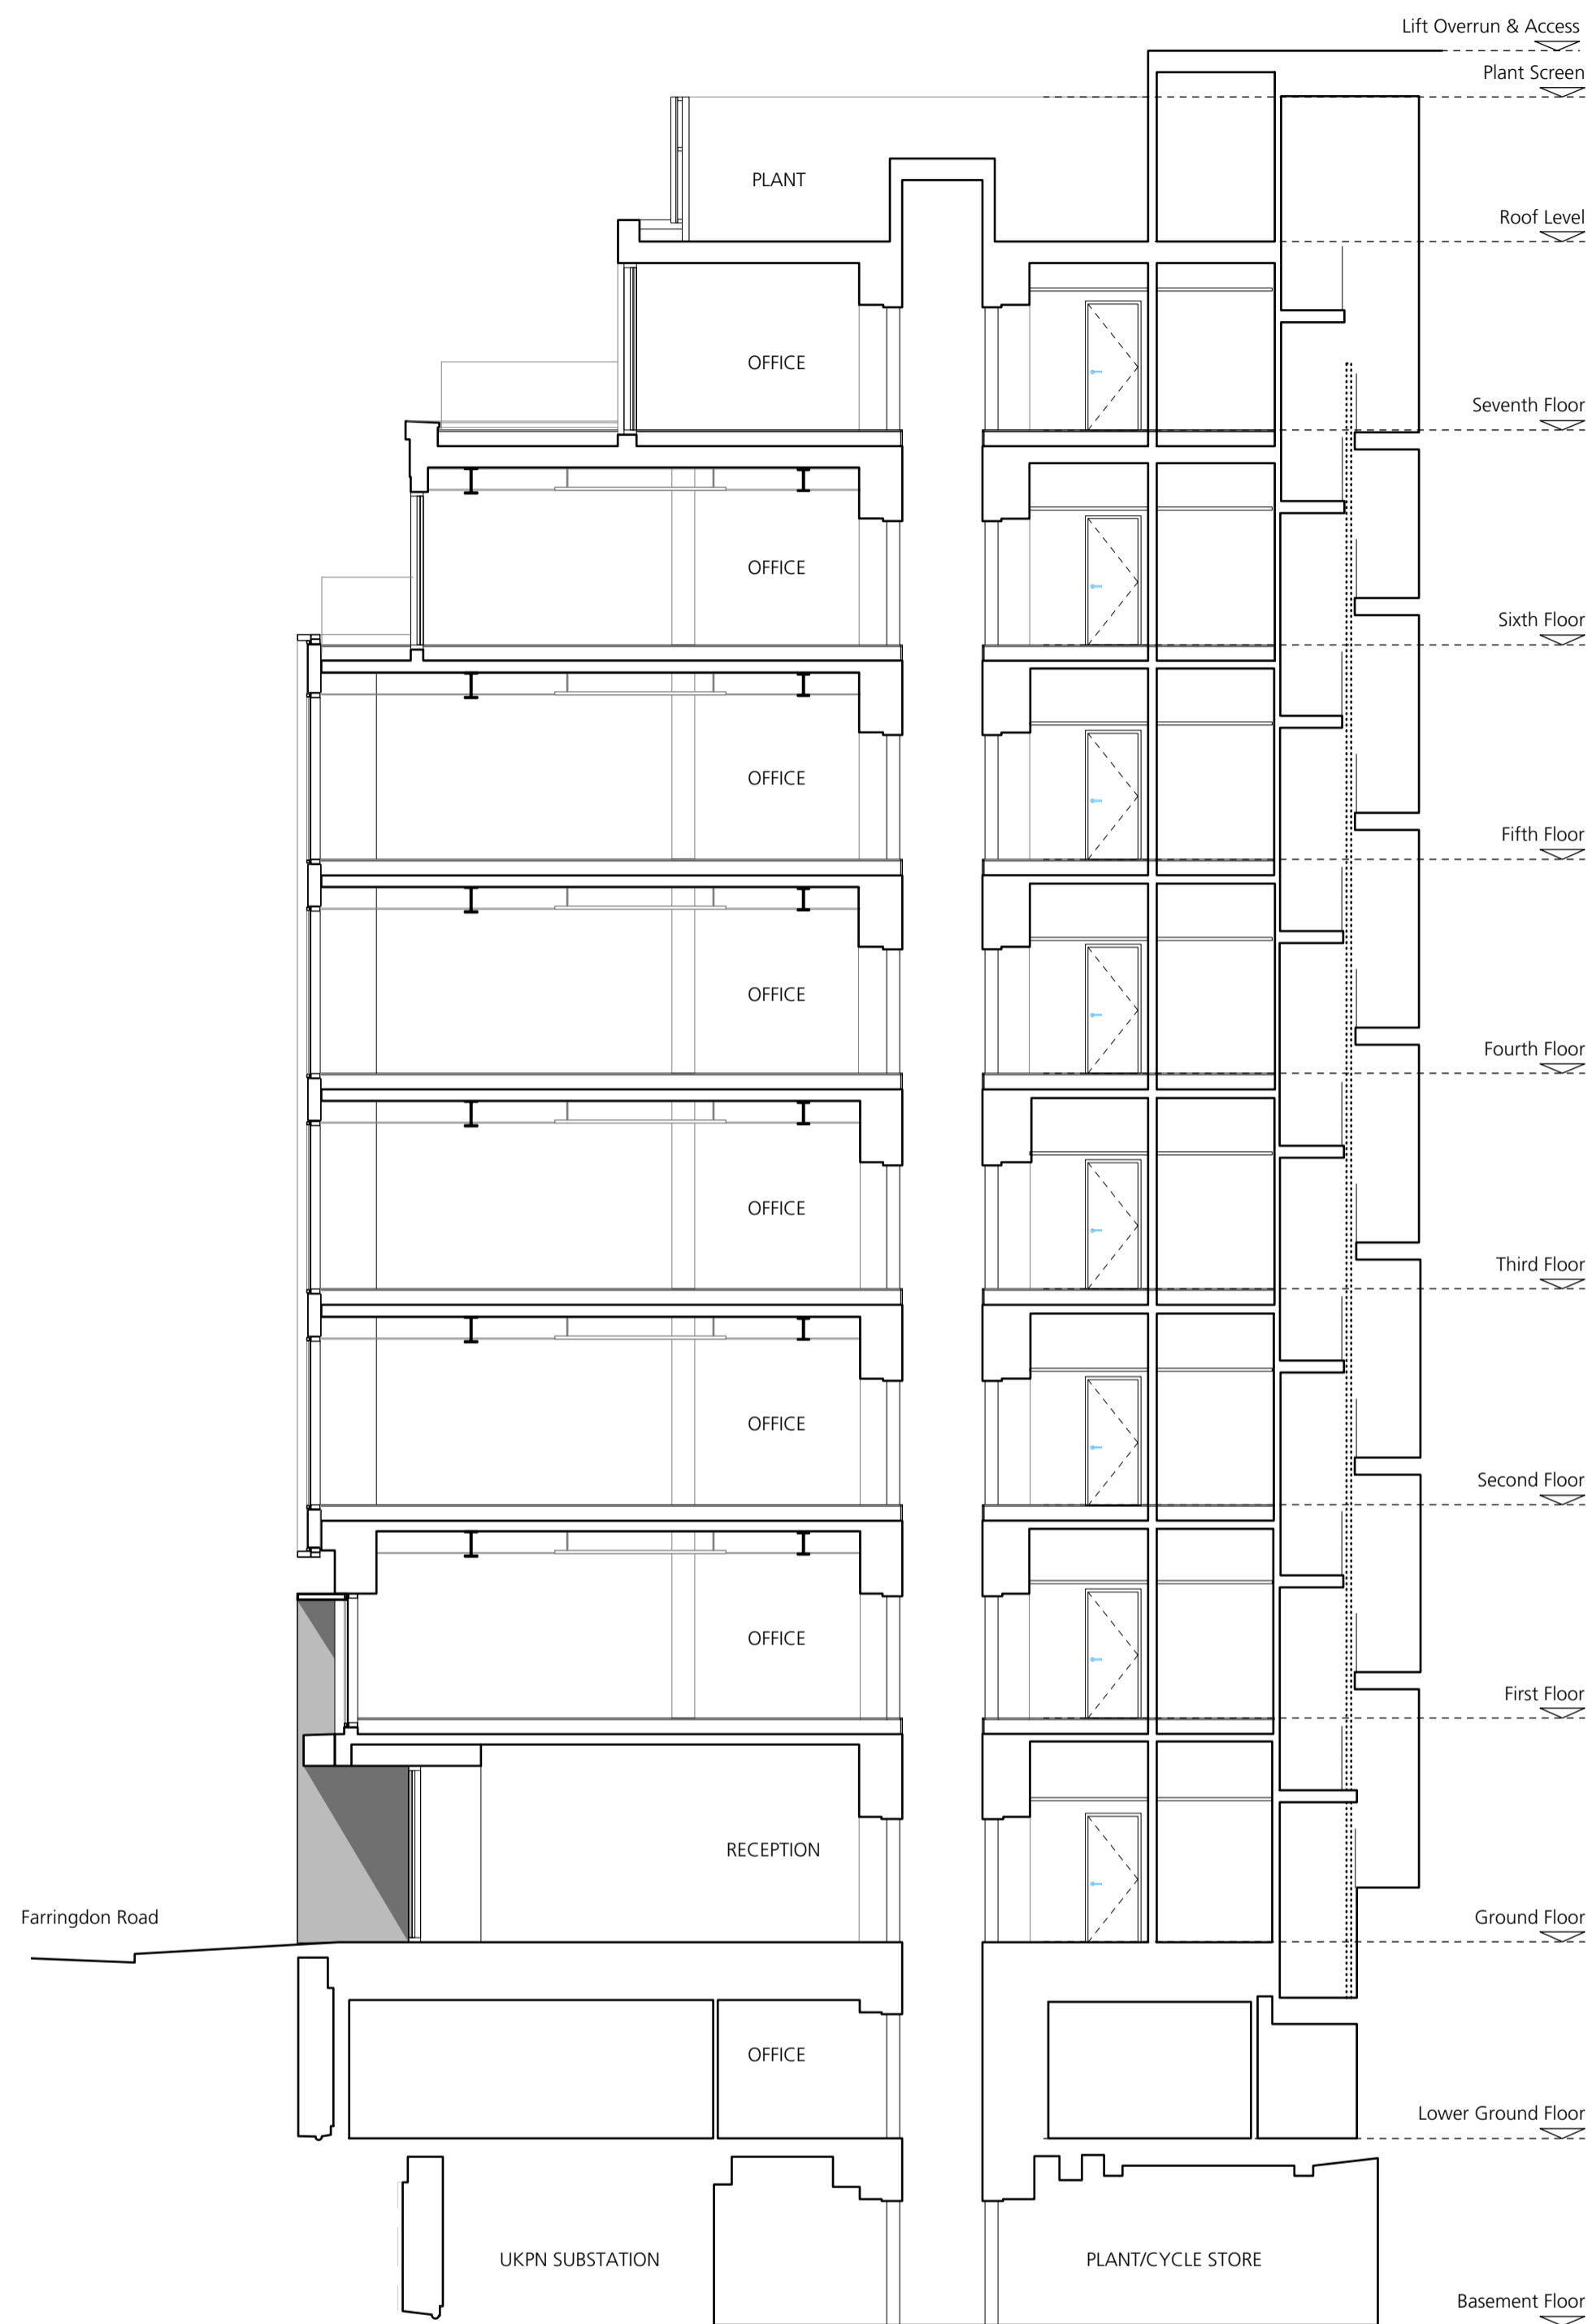 Lift Overrun & Access
Plant Screen
PLANT
Roof Level
OFFICE
Seventh Floor
OFFICE
Sixth Floor
OFFICE
Fifth Floor
OFFICE
Fourth Floor
OFFICE
Third Floor
OFFICE
Second Floor
OFFICE
First Floor
RECEPTION
Farringdon Road
Ground Floor
OFFICE
Lower Ground Floor
UKPN SUBSTATION
PLANT/CYCLE STORE
Basement Floor